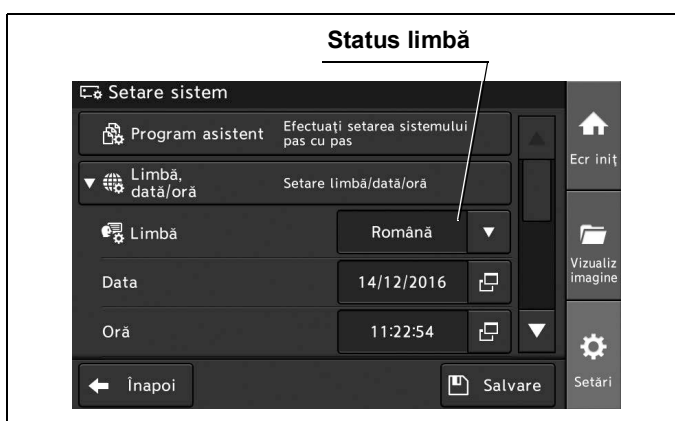 Status limbă
Setare sistem
Program asistent
Efectuați setarea sistemului
pas cu pas
Limbă,
dată/oră
Setare limbă/dată/oră
Limbă
Română
Data
14/12/2016
Oră
11:22:54
Înapoi
Salvare
Ecr iniț
Vizualiz
imagine
Setări